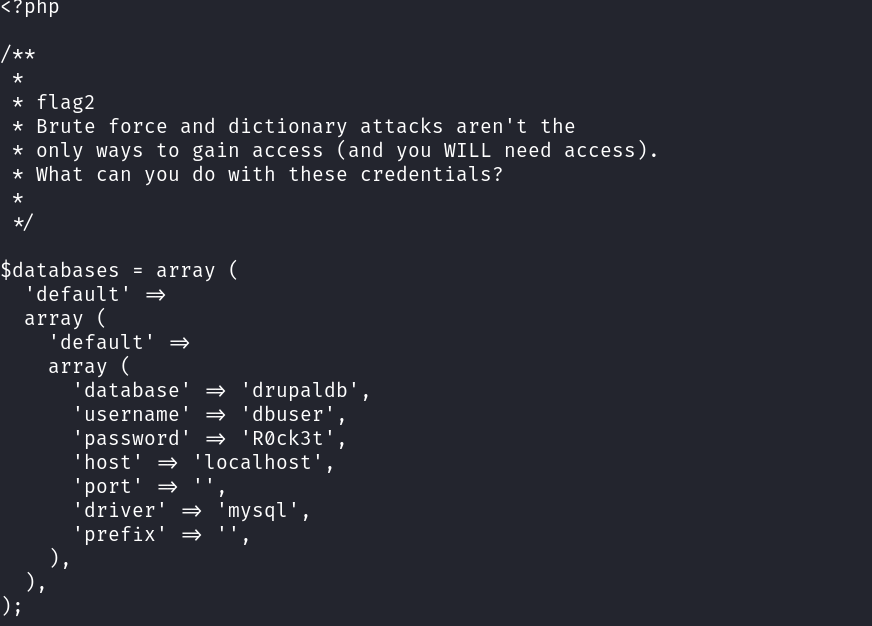 <?php

/**
 *
 * flag2
 * Brute force and dictionary attacks aren't the
 * only ways to gain access (and you WILL need access).
 * What can you do with these credentials?
 *
 */

$databases = array (
  'default' =>
  array (
    'default' =>
    array (
      'database' => 'drupaldb',
      'username' => 'dbuser',
      'password' => 'R0ck3t',
      'host' => 'localhost',
      'port' => '',
      'driver' => 'mysql',
      'prefix' => '',
    ),
  ),
);